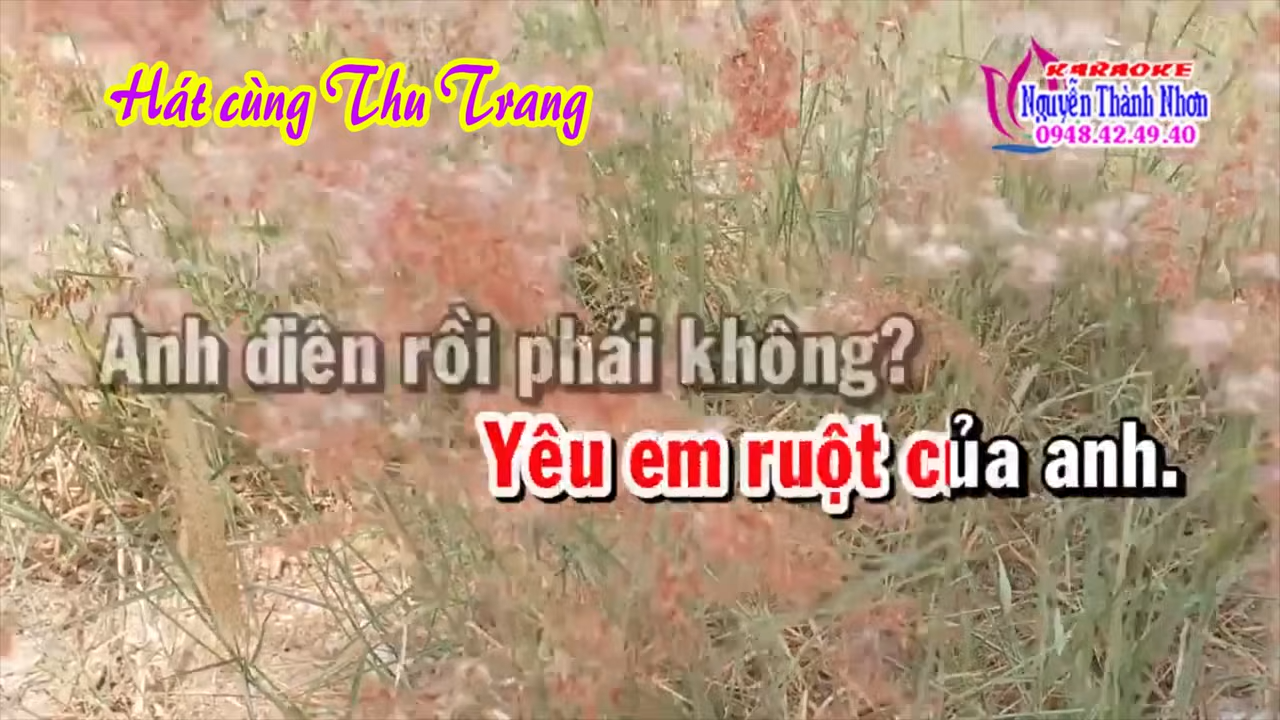 Hát cùng Thu Trang
KARAOKE
Nguyễn Thành Nhơn
0948.42.49.40
Anh điên rồi phải không?
Yêu em ruột của anh.